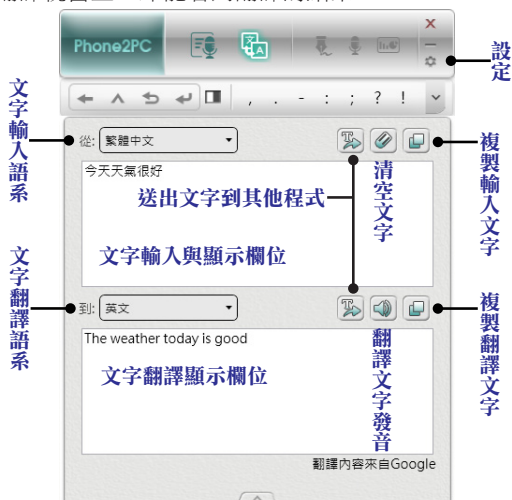 Phone2PC
設定
, . - : ; ? !
文字輸入語系
從: 繁體中文
複製輸入文字
今天天氣很好
清空文字
送出文字到其他程式
文字輸入與顯示欄位
文字翻譯語系
到: 英文
複製翻譯文字
The weather today is good
翻譯文字發音
文字翻譯顯示欄位
翻譯內容來自Google